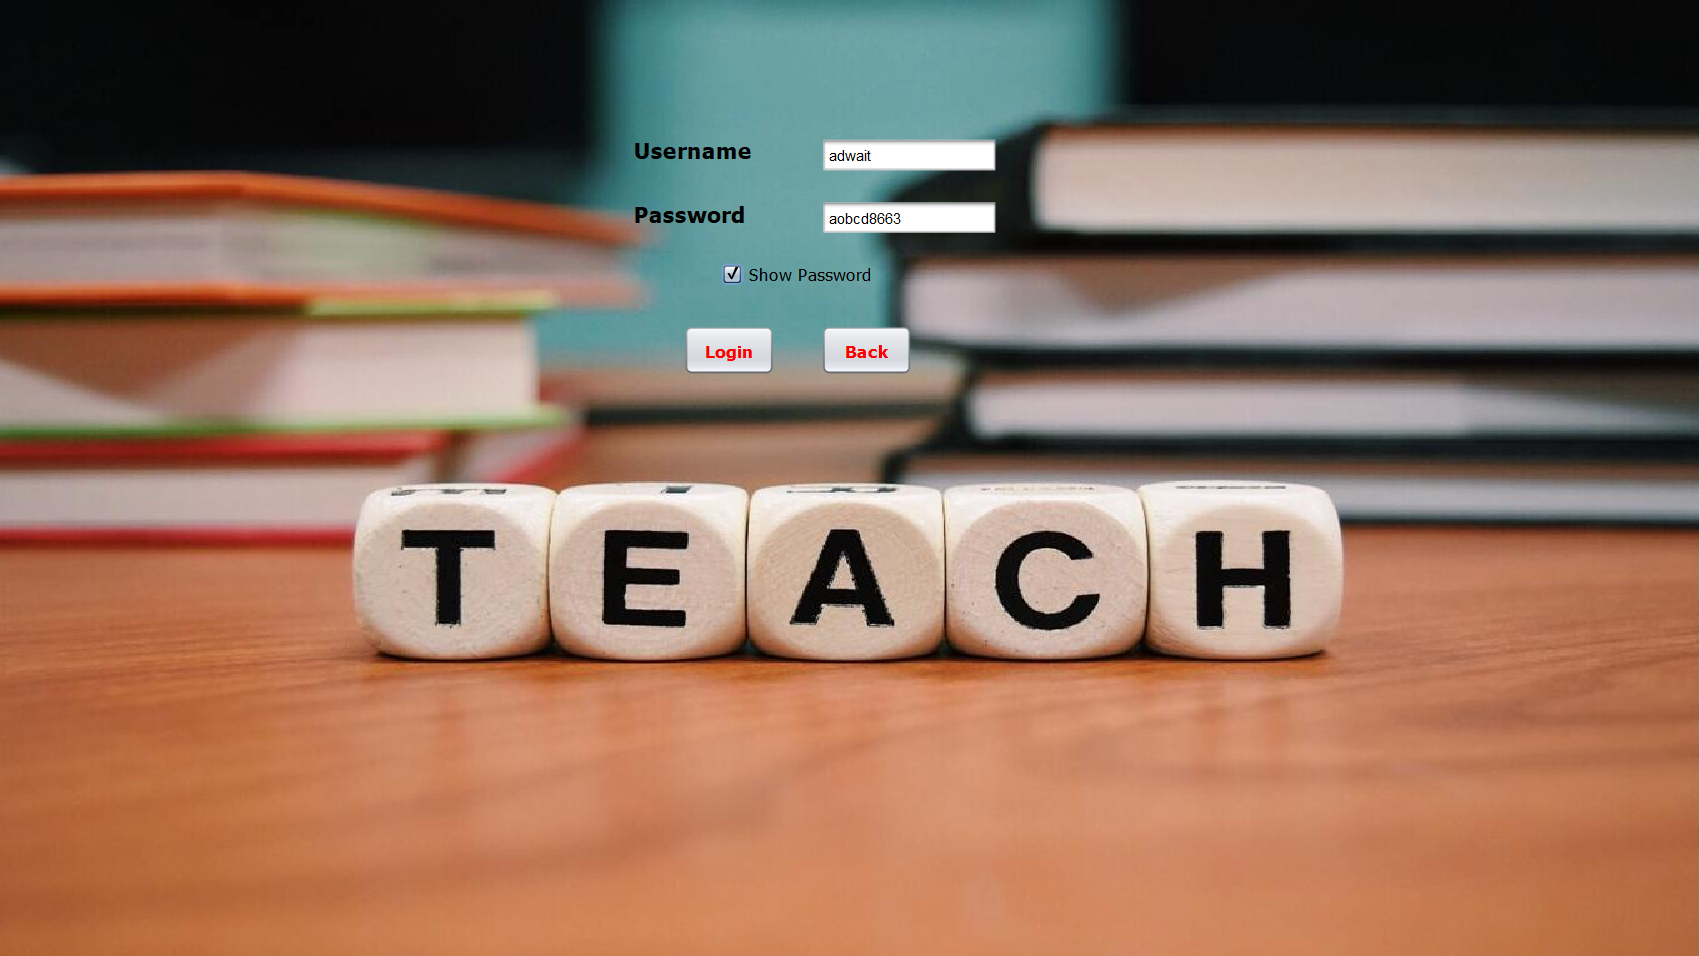 Username adwait
Password aobcd8663
Show Password
Login Back
TEACH